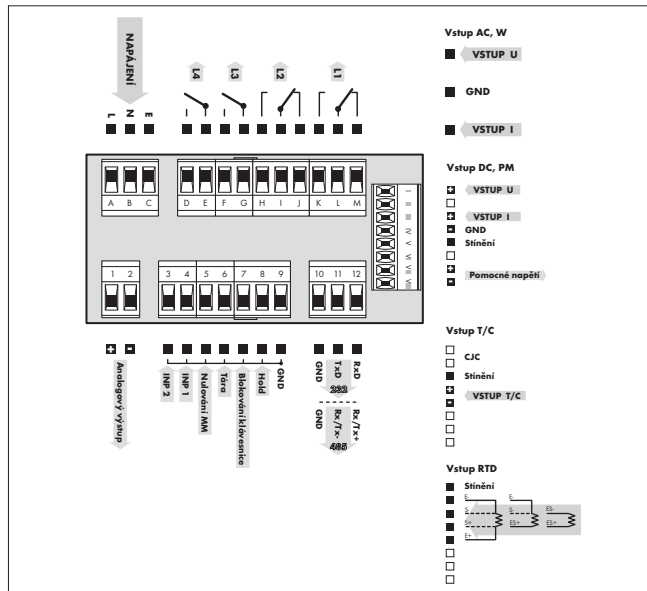 NAPÁJENÍ
L
N
E
L4
L3
L2
L1
A
B
C
D
E
F
G
H
I
J
K
L
M
I
II
III
IV
V
VI
VII
VIII
1
2
3
4
5
6
7
8
9
10
11
12
Analogový výstup
INP 2
INP 1
Nulování MM
Tára
Blokování klávesnice
Hold
GND
GND
TxD
RxD
232
GND
Rx/Tx-
Rx/Tx+
485
Vstup AC, W
VSTUP U
GND
VSTUP I
Vstup DC, PM
VSTUP U
VSTUP I
GND
Stínění
Pomocné napětí
Vstup T/C
CJC
Stínění
VSTUP T/C
Vstup RTD
Stínění
E-
E-
S-
S-
ES-
S+
S+
ES+
ES+
E+